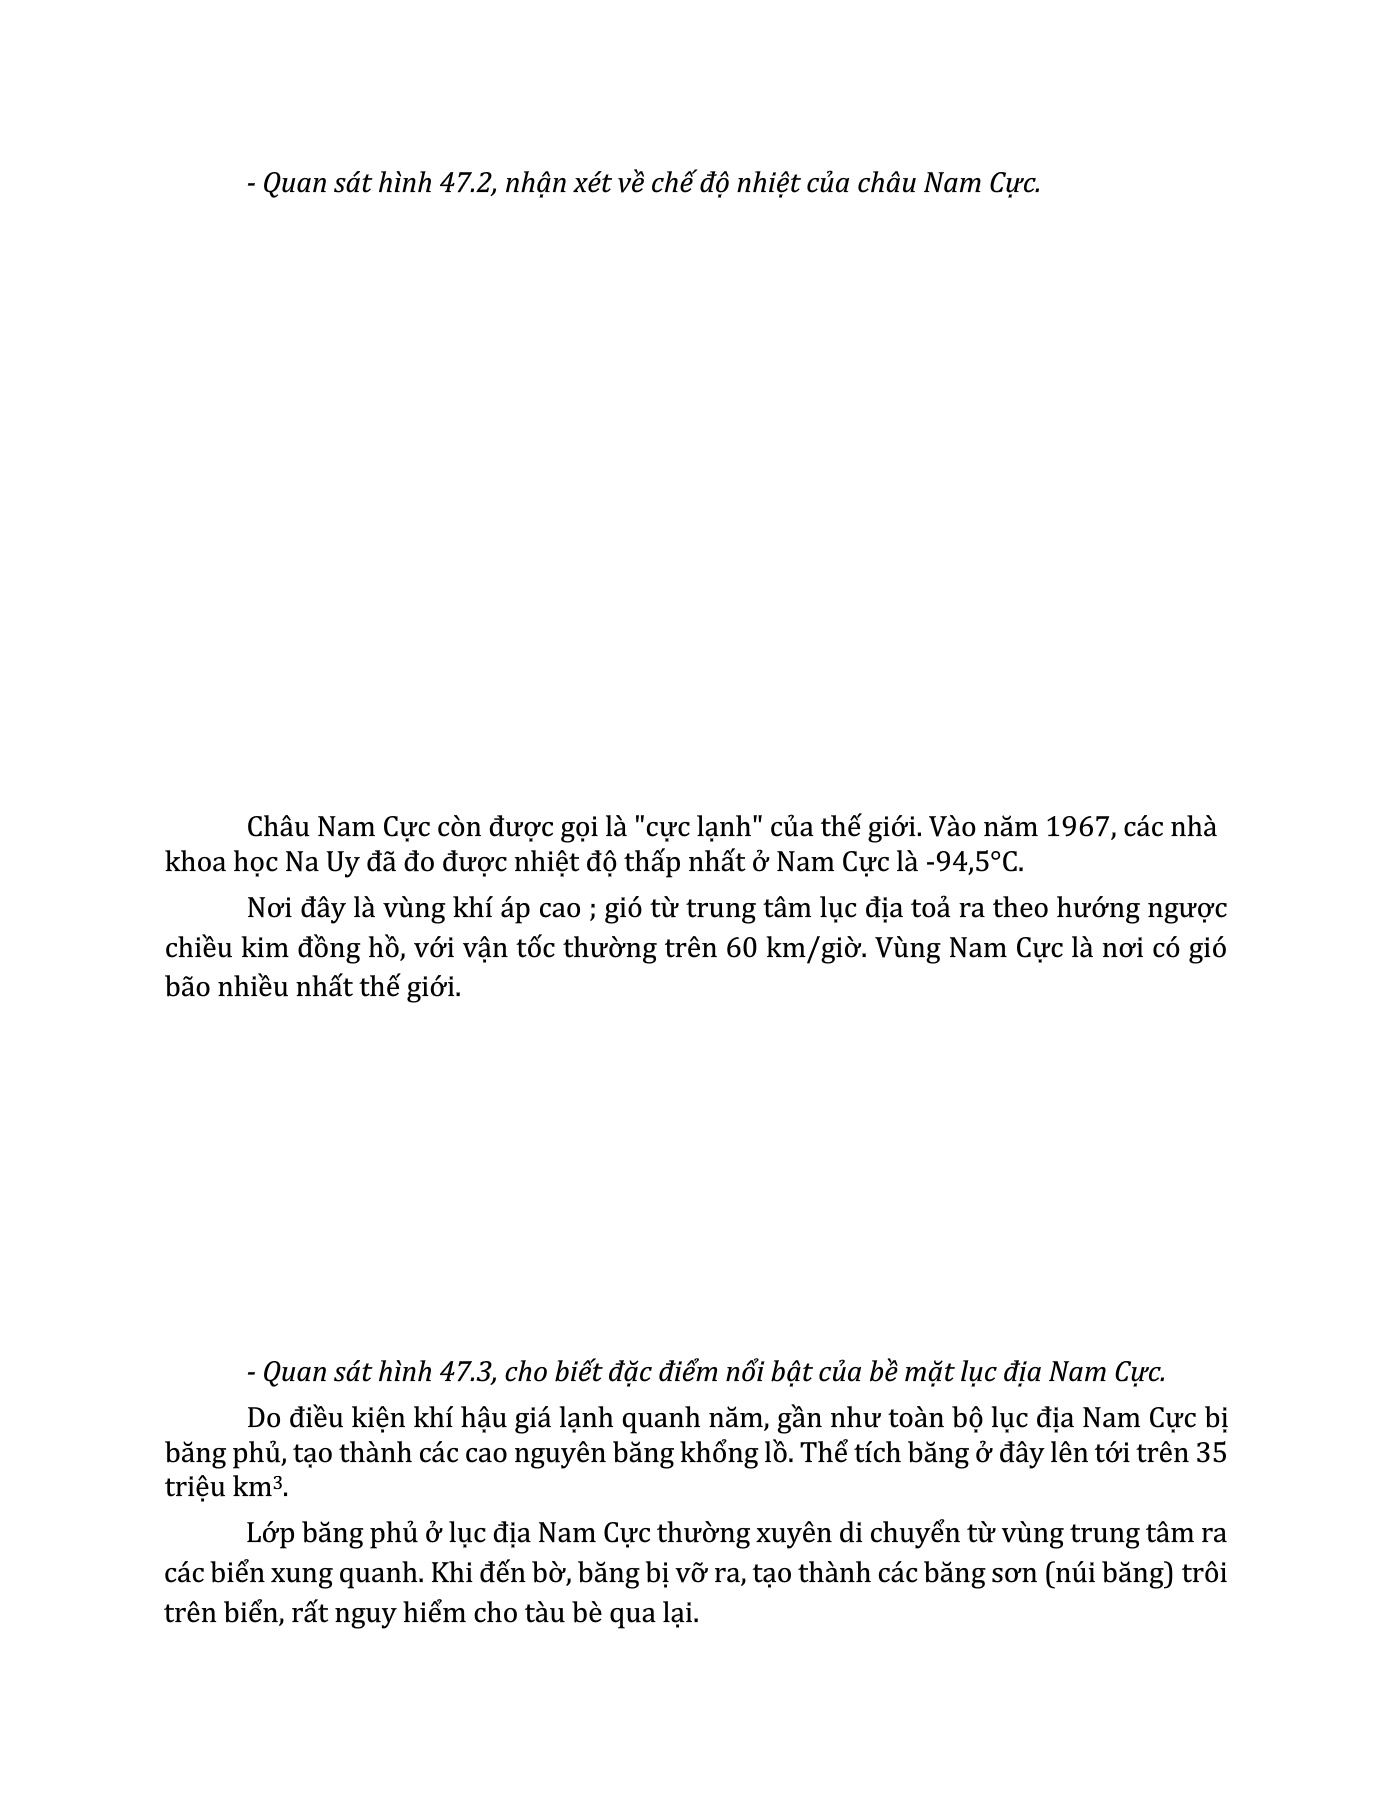 - Quan sát hình 47.2, nhận xét về chế độ nhiệt của châu Nam Cực.
Châu Nam Cực còn được gọi là "cực lạnh" của thế giới. Vào năm 1967, các nhà
khoa học Na Uy đã đo được nhiệt độ thấp nhất ở Nam Cực là -94,5°C.
Nơi đây là vùng khí áp cao ; gió từ trung tâm lục địa toả ra theo hướng ngược
chiều kim đồng hồ, với vận tốc thường trên 60 km/giờ. Vùng Nam Cực là nơi có gió
bão nhiều nhất thế giới.
- Quan sát hình 47.3, cho biết đặc điểm nổi bật của bề mặt lục địa Nam Cực.
Do điều kiện khí hậu giá lạnh quanh năm, gần như toàn bộ lục địa Nam Cực bị
băng phủ, tạo thành các cao nguyên băng khổng lồ. Thể tích băng ở đây lên tới trên 35
triệu km³.
Lớp băng phủ ở lục địa Nam Cực thường xuyên di chuyển từ vùng trung tâm ra
các biển xung quanh. Khi đến bờ, băng bị vỡ ra, tạo thành các băng sơn (núi băng) trôi
trên biển, rất nguy hiểm cho tàu bè qua lại.